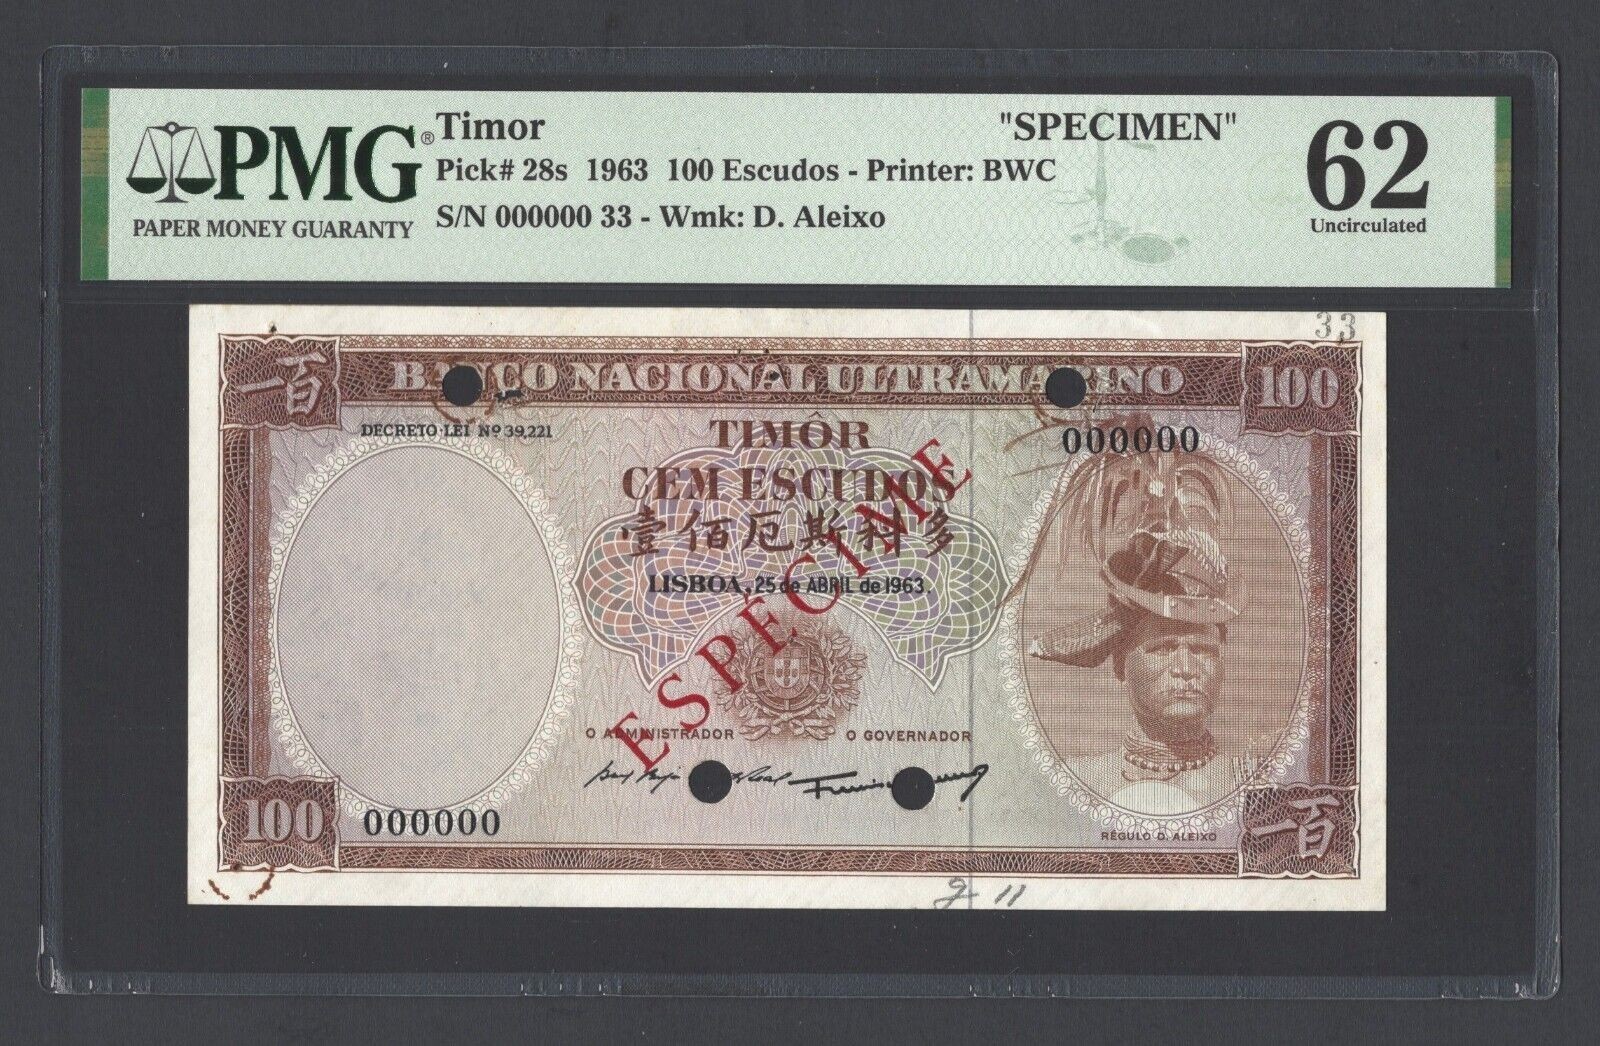 PMG®
PAPER MONEY GUARANTY
Timor
"SPECIMEN"
Pick# 28s 1963 100 Escudos - Printer: BWC
S/N 000000 33 - Wmk: D. Aleixo
62
Uncirculated
33
一百
BANCO NACIONAL ULTRAMARINO
100
DECRETO-LEI Nº 39,221
TIMÔR
000000
CEM ESCUDOS
壹佰厄斯科多
LISBOA, 25 de ABRIL de 1963.
ESPÉCIME
O ADMINISTRADOR
O GOVERNADOR
100
000000
RÉGULO D. ALEIXO
一百